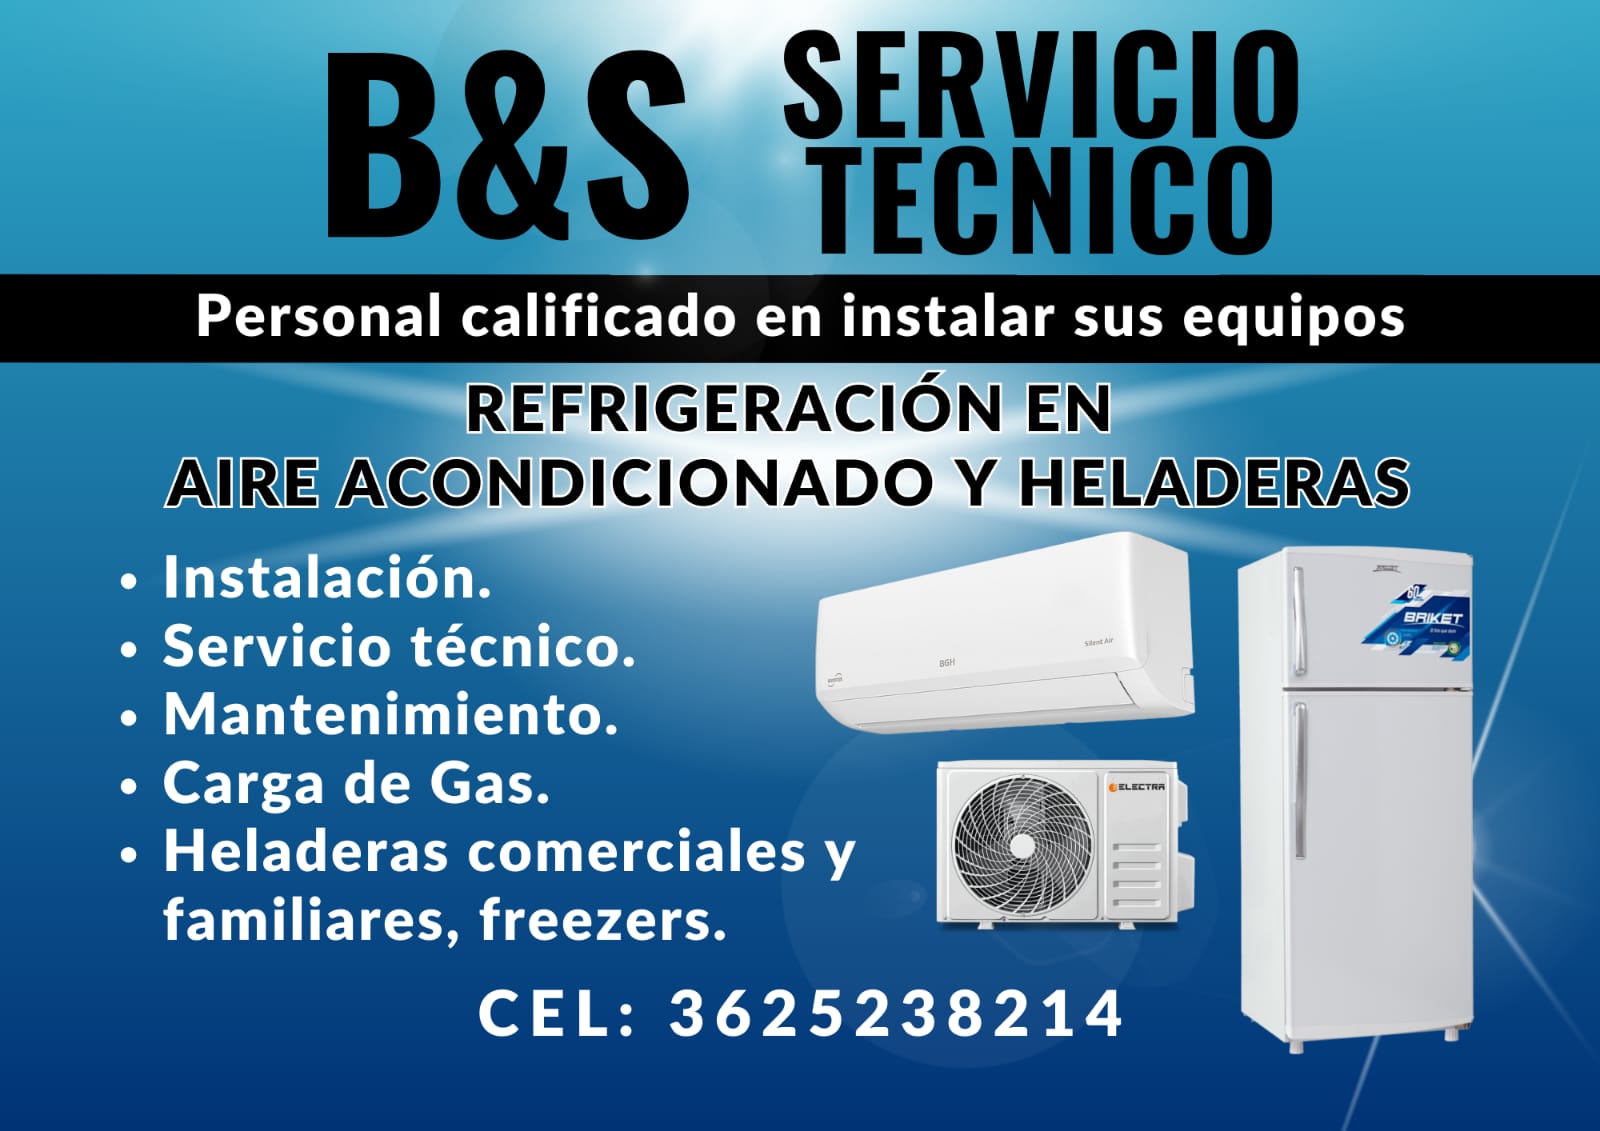 B&S
SERVICIO
TECNICO
Personal calificado en instalar sus equipos
REFRIGERACIÓN EN
AIRE ACONDICIONADO Y HELADERAS
• Instalación.
• Servicio técnico.
• Mantenimiento.
• Carga de Gas.
• Heladeras comerciales y
familiares, freezers.
BGH
Silent Air
ELECTRA
60
BRIKET
CEL: 3625238214